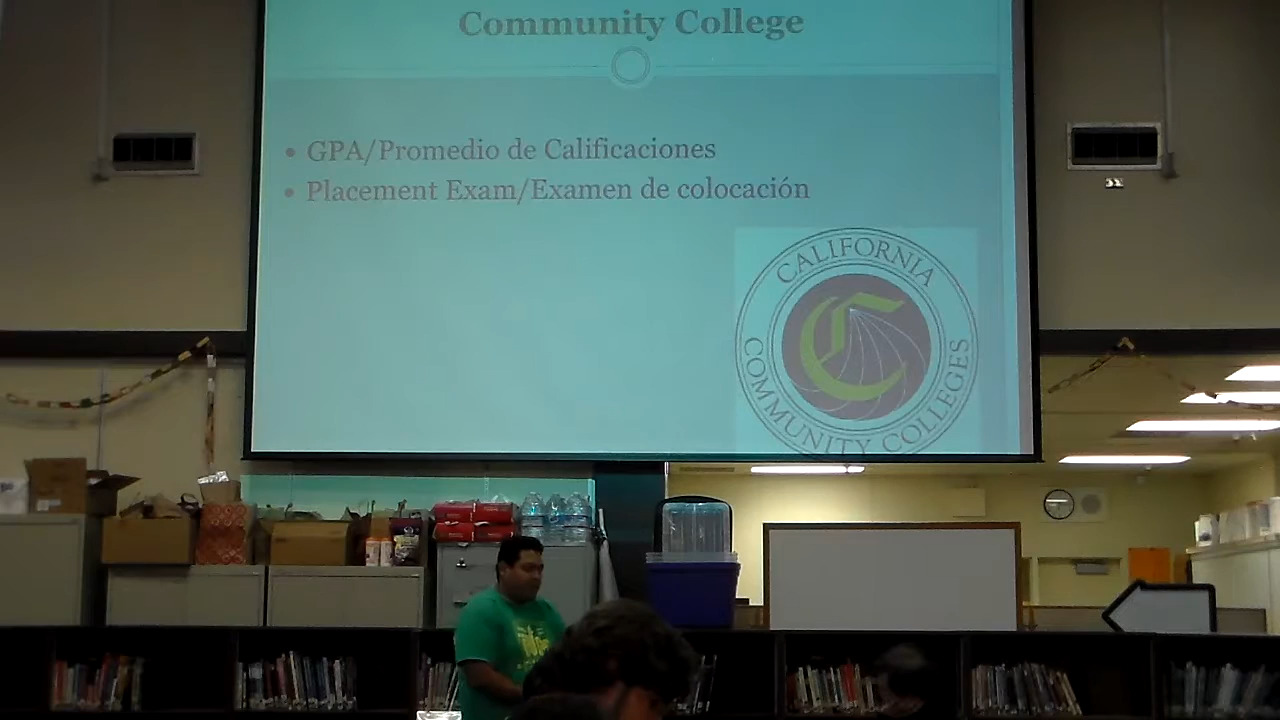 Community College
• GPA/Promedio de Calificaciones
• Placement Exam/Examen de colocación
CALIFORNIA
COMMUNITY COLLEGES